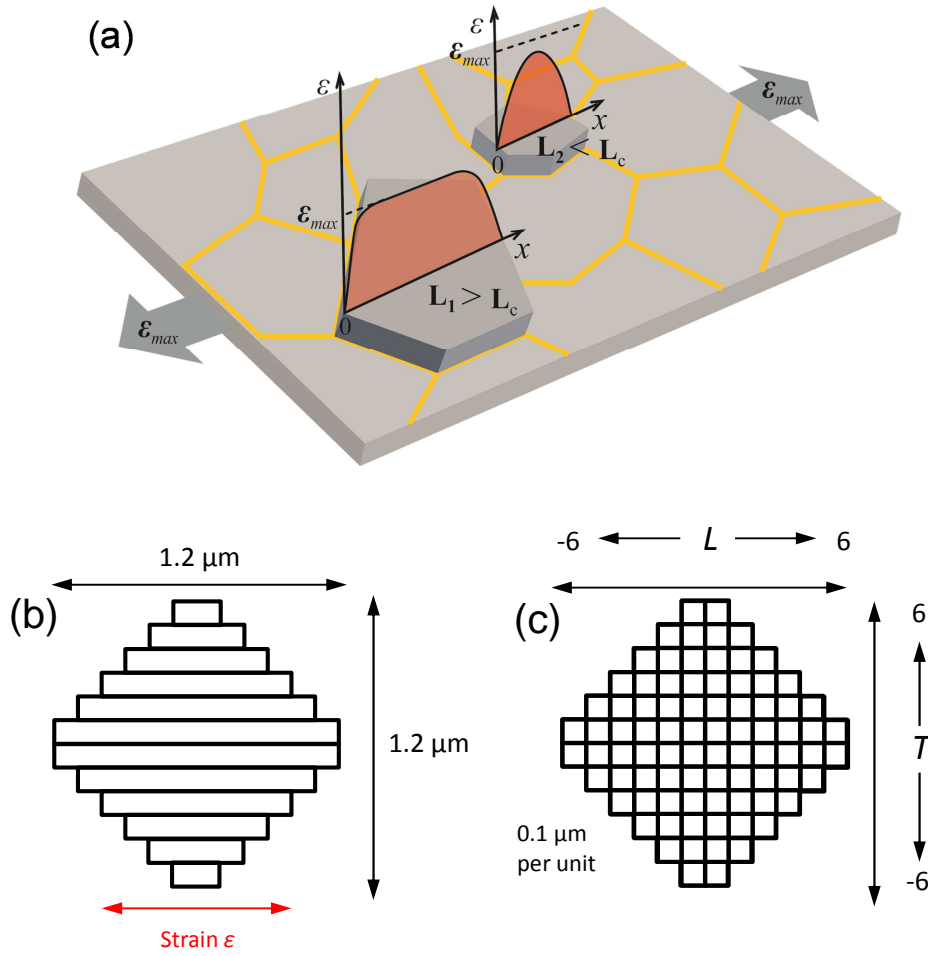 (a)
ε
ε
εmax
εmax
x
L2 < Lc
0
ε
εmax
x
L1 > Lc
0
εmax
-6 L 6
1.2 µm
(b)
(c)
6
1.2 µm
T
0.1 µm
per unit
-6
Strain ε